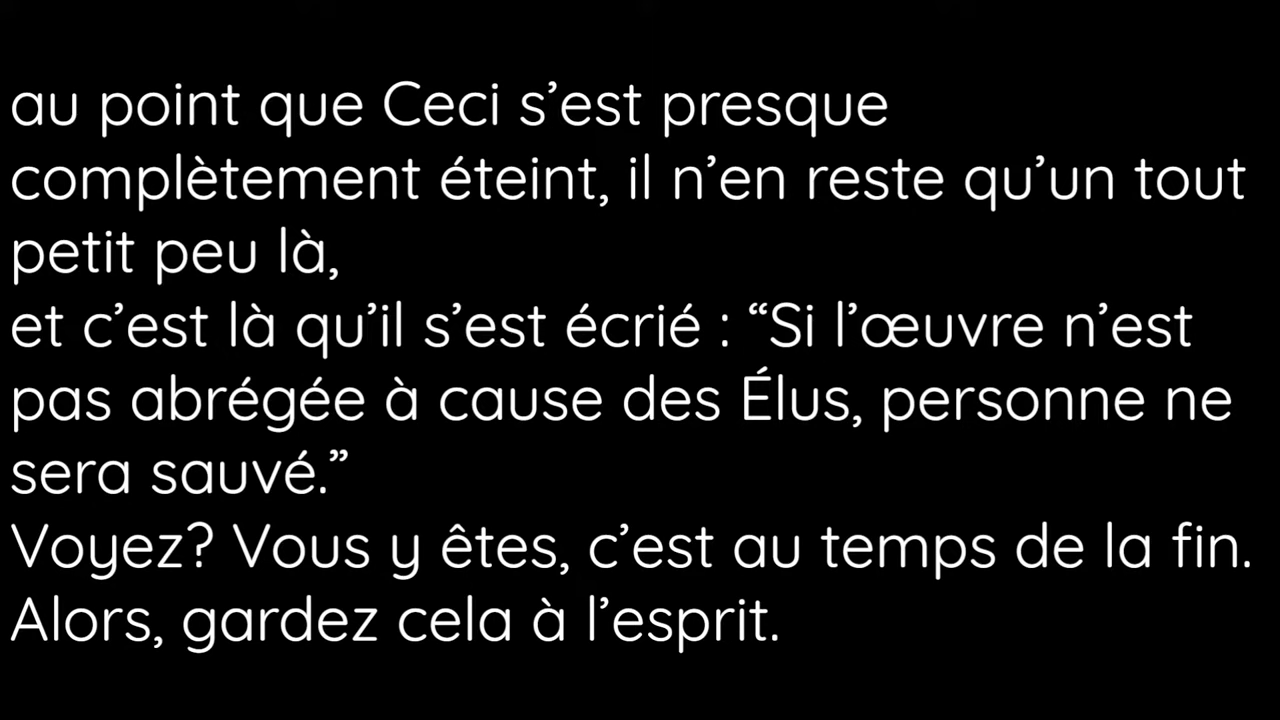 au point que Ceci s’est presque
complètement éteint, il n’en reste qu’un tout
petit peu là,
et c’est là qu’il s’est écrié : “Si l’œuvre n’est
pas abrégée à cause des Élus, personne ne
sera sauvé.”
Voyez? Vous y êtes, c’est au temps de la fin.
Alors, gardez cela à l’esprit.